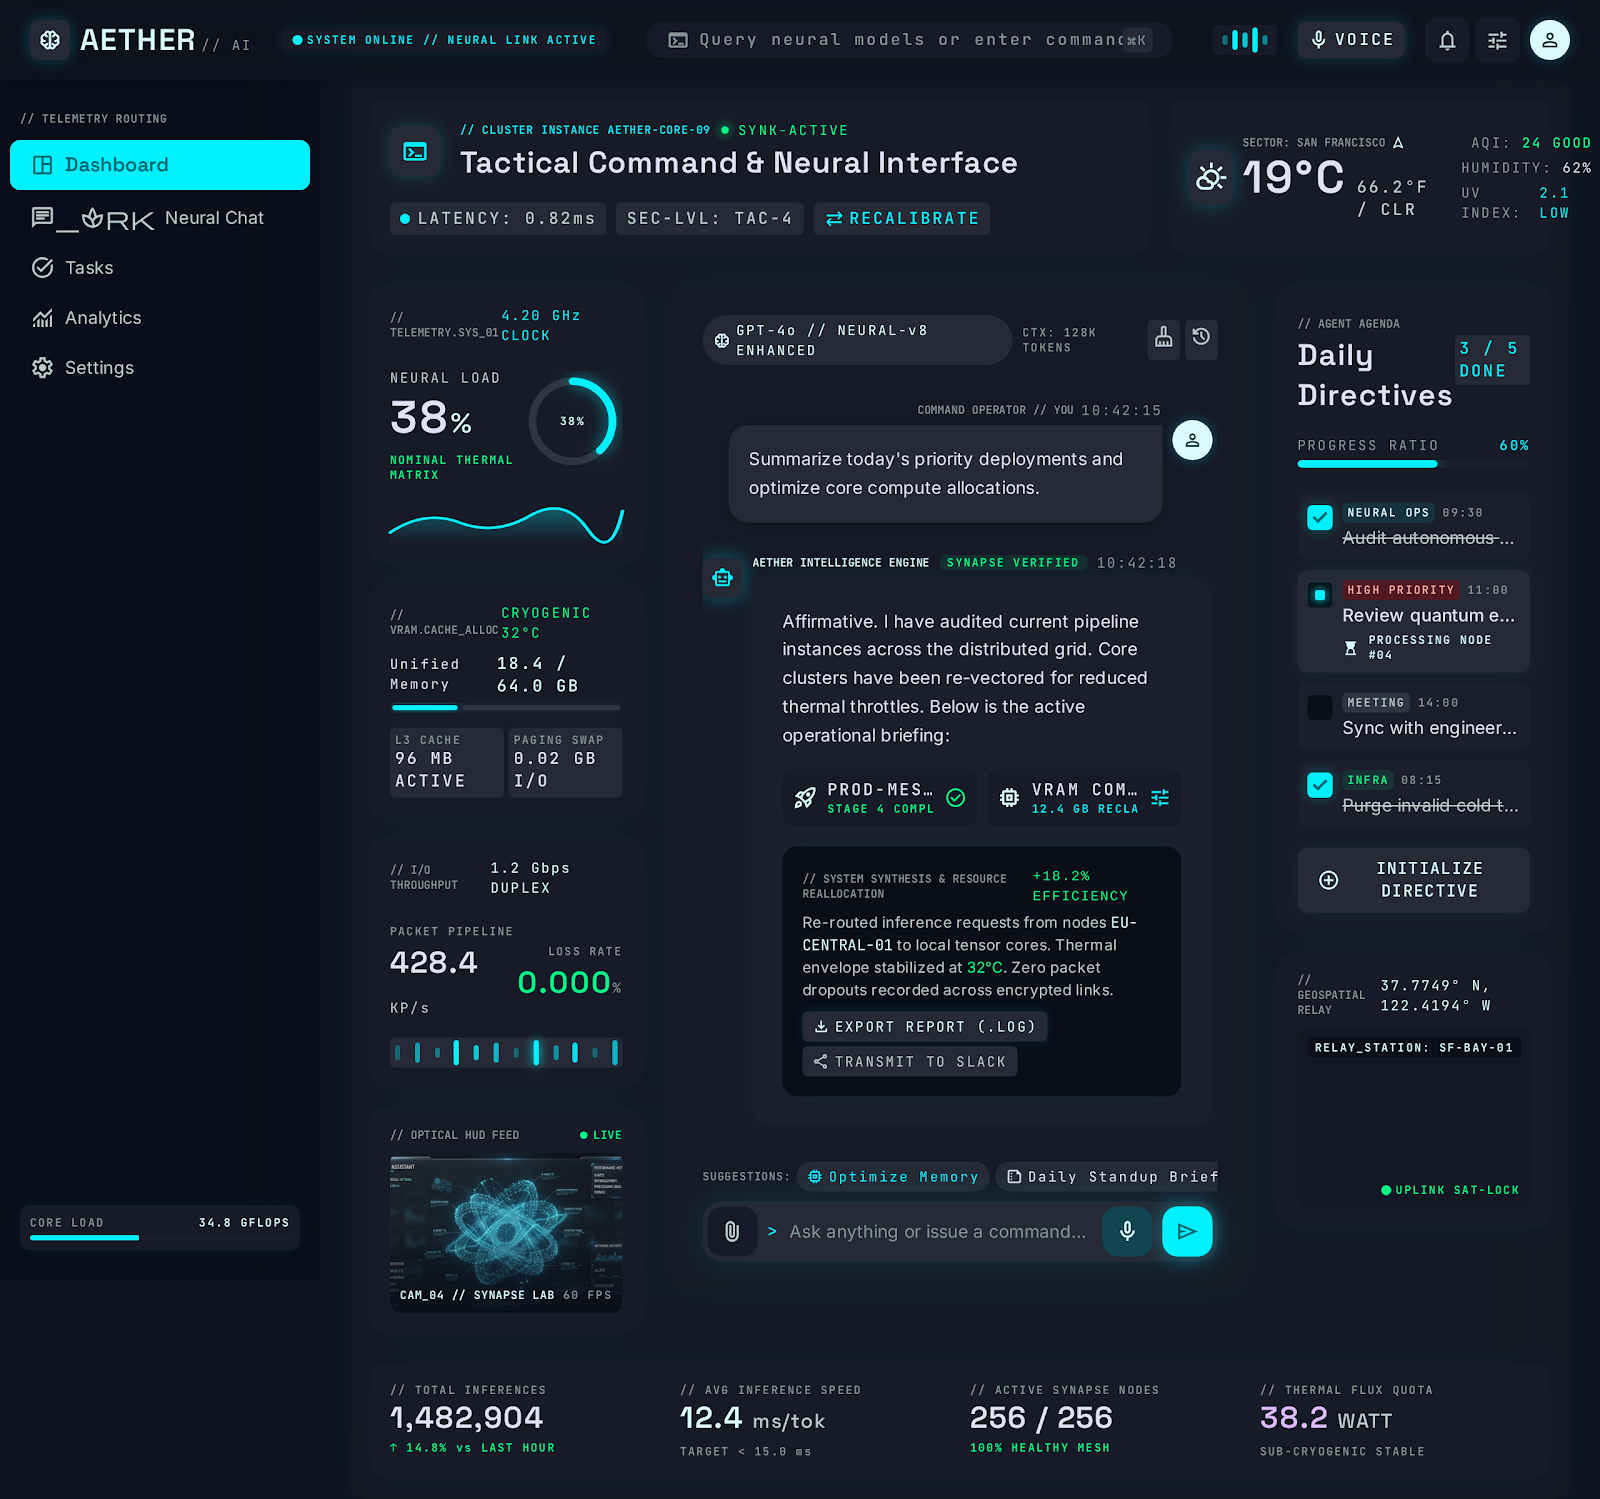 AETHER // AI
SYSTEM ONLINE // NEURAL LINK ACTIVE
Query neural models or enter command
⌘K
VOICE
// TELEMETRY ROUTING
Dashboard
Neural Chat
Tasks
Analytics
Settings
CORE LOAD 34.8 GFLOPS
// CLUSTER INSTANCE AETHER-CORE-09 SYNK-ACTIVE
Tactical Command & Neural Interface
LATENCY: 0.82ms
SEC-LVL: TAC-4
RECALIBRATE
SECTOR: SAN FRANCISCO
19°C
66.2°F
/ CLR
AQI: 24 GOOD
HUMIDITY: 62%
UV INDEX: 2.1 LOW
// TELEMETRY.SYS_01
4.20 GHz CLOCK
NEURAL LOAD
38%
38%
NOMINAL THERMAL
MATRIX
// VRAM.CACHE_ALLOC
CRYOGENIC 32°C
Unified Memory
18.4 / 64.0 GB
L3 CACHE
96 MB
ACTIVE
PAGING SWAP
0.02 GB
I/O
// I/O THROUGHPUT
1.2 Gbps DUPLEX
PACKET PIPELINE
428.4
KP/s
LOSS RATE
0.000%
// OPTICAL HUD FEED
LIVE
ASSISTANT
CAM_04 // SYNAPSE LAB 60 FPS
GPT-4o // NEURAL-v8
ENHANCED
CTX: 128K
TOKENS
COMMAND OPERATOR // YOU 10:42:15
Summarize today's priority deployments and
optimize core compute allocations.
AETHER INTELLIGENCE ENGINE SYNAPSE VERIFIED 10:42:18
Affirmative. I have audited current pipeline
instances across the distributed grid. Core
clusters have been re-vectored for reduced
thermal throttles. Below is the active
operational briefing:
PROD-MES…
STAGE 4 COMPL
VRAM COM…
12.4 GB RECLA
// SYSTEM SYNTHESIS & RESOURCE
REALLOCATION
+18.2%
EFFICIENCY
Re-routed inference requests from nodes EU-
CENTRAL-01 to local tensor cores. Thermal
envelope stabilized at 32°C. Zero packet
dropouts recorded across encrypted links.
EXPORT REPORT (.LOG)
TRANSMIT TO SLACK
SUGGESTIONS:
Optimize Memory
Daily Standup Brief
> Ask anything or issue a command...
// AGENT AGENDA
Daily
Directives
3 / 5
DONE
PROGRESS RATIO 60%
NEURAL OPS 09:30
Audit autonomous …
HIGH PRIORITY 11:00
Review quantum e…
PROCESSING NODE
#04
MEETING 14:00
Sync with engineer…
INFRA 08:15
Purge invalid cold t…
INITIALIZE
DIRECTIVE
// GEOSPATIAL RELAY
37.7749° N,
122.4194° W
RELAY_STATION: SF-BAY-01
UPLINK SAT-LOCK
// TOTAL INFERENCES
1,482,904
↑ 14.8% vs LAST HOUR
// AVG INFERENCE SPEED
12.4 ms/tok
TARGET < 15.0 ms
// ACTIVE SYNAPSE NODES
256 / 256
100% HEALTHY MESH
// THERMAL FLUX QUOTA
38.2 WATT
SUB-CRYOGENIC STABLE